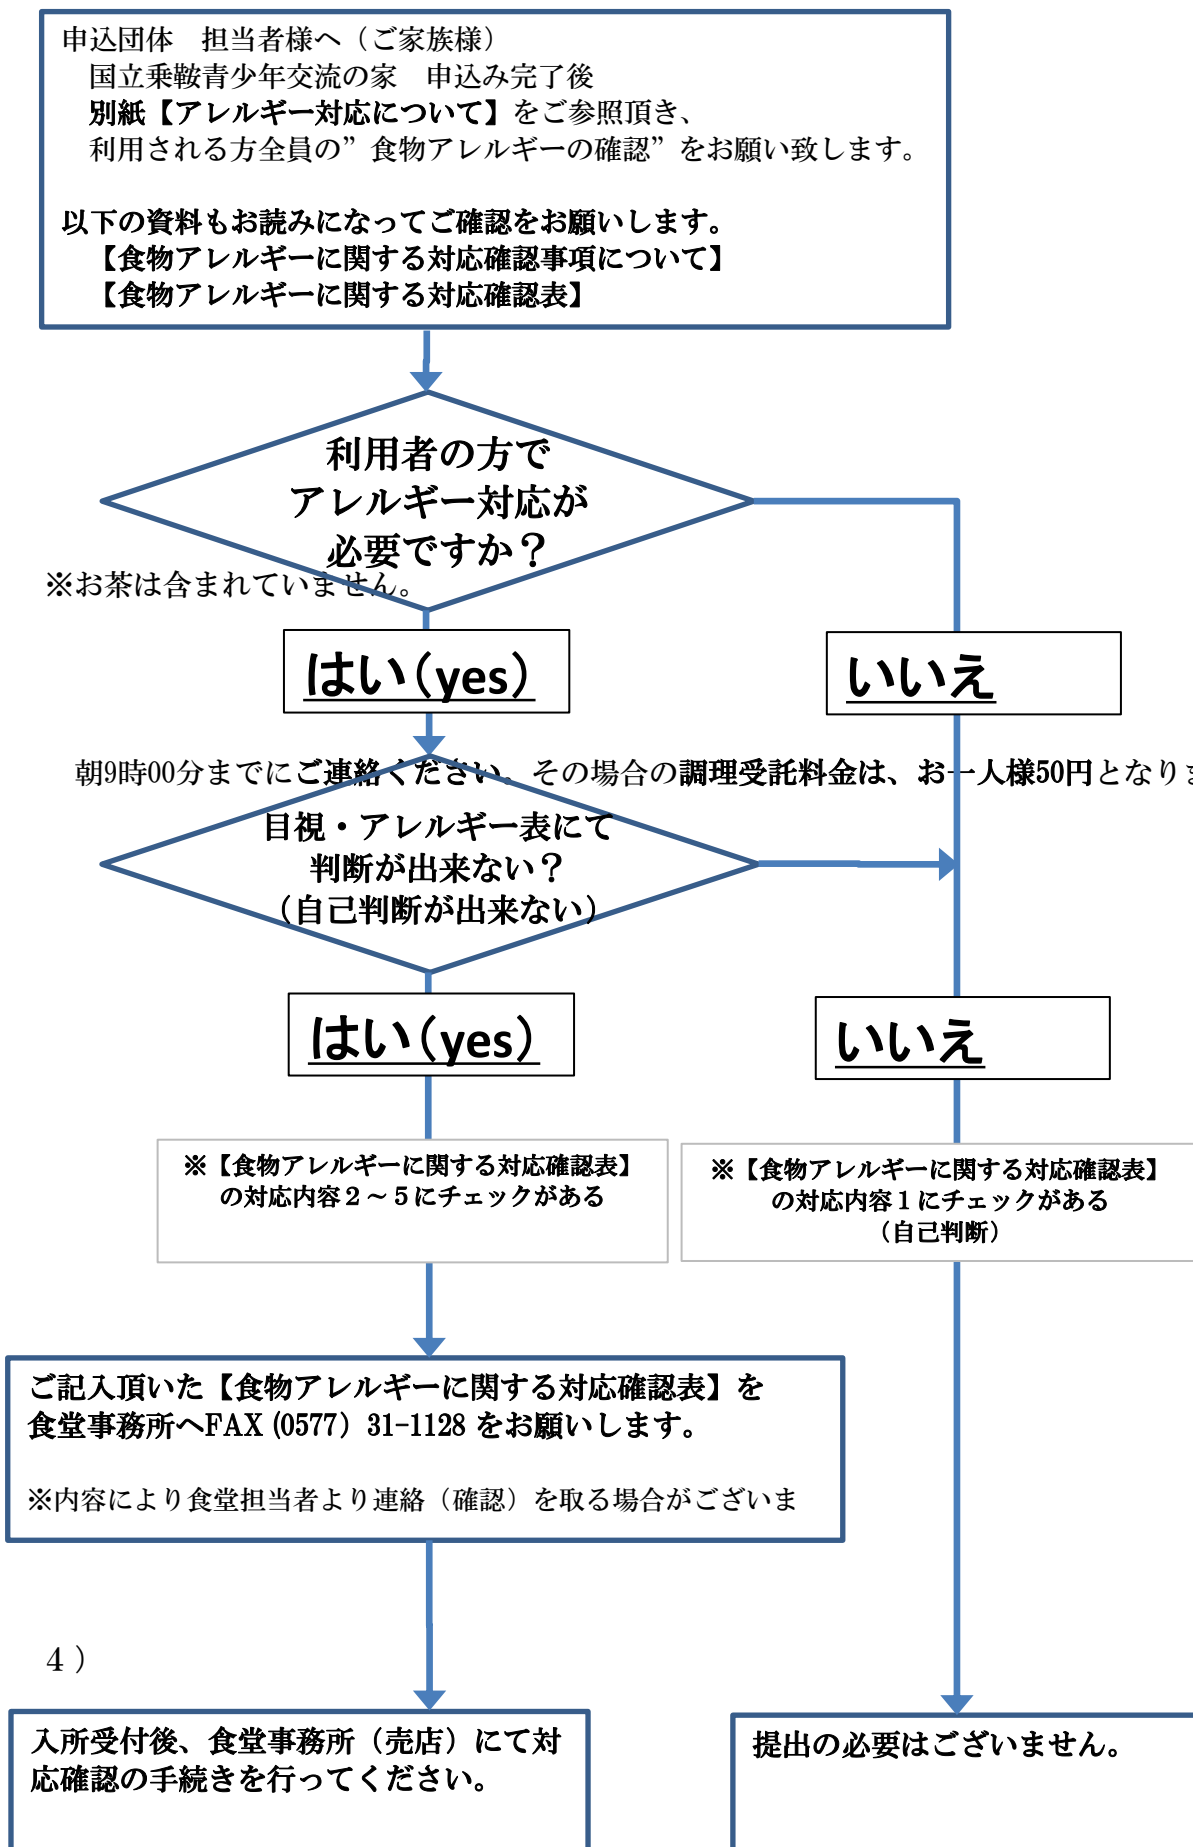 申込団体　担当者様へ（ご家族様）
国立乗鞍青少年交流の家　申込み完了後
別紙【アレルギー対応について】をご参照頂き、
利用される方全員の”食物アレルギーの確認”をお願い致します。
以下の資料もお読みになってご確認をお願いします。
【食物アレルギーに関する対応確認事項について】
【食物アレルギーに関する対応確認表】
利用者の方で
アレルギー対応が
必要ですか？
※お茶は含まれていません。
はい（yes）
いいえ
朝9時00分までにご連絡ください。その場合の調理受託料金は、お一人様50円となりま
目視・アレルギー表にて
判断が出来ない？
（自己判断が出来ない）
はい（yes）
いいえ
※【食物アレルギーに関する対応確認表】
の対応内容２～５にチェックがある
※【食物アレルギーに関する対応確認表】
の対応内容１にチェックがある
（自己判断）
ご記入頂いた【食物アレルギーに関する対応確認表】を
食堂事務所へFAX (0577) 31-1128 をお願いします。
※内容により食堂担当者より連絡（確認）を取る場合がございま
４）
入所受付後、食堂事務所（売店）にて対
応確認の手続きを行ってください。
提出の必要はございません。